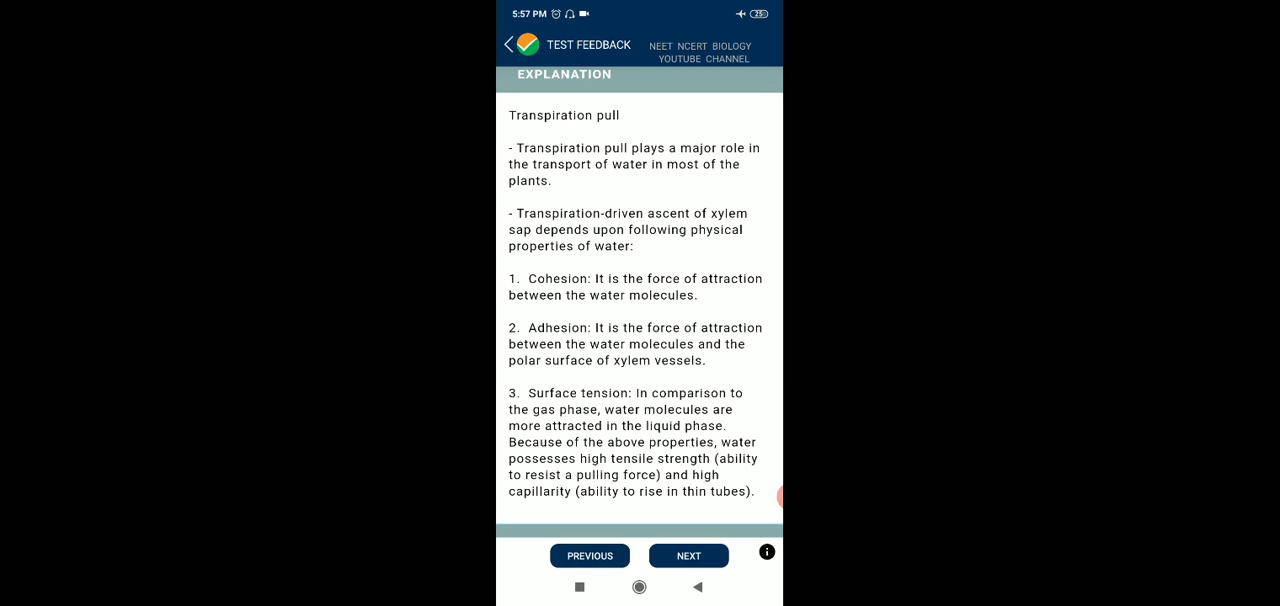 5:57 PM
25
TEST FEEDBACK
NEET NCERT BIOLOGY
YOUTUBE CHANNEL
EXPLANATION
Transpiration pull
- Transpiration pull plays a major role in
the transport of water in most of the
plants.
- Transpiration-driven ascent of xylem
sap depends upon following physical
properties of water:
1. Cohesion: It is the force of attraction
between the water molecules.
2. Adhesion: It is the force of attraction
between the water molecules and the
polar surface of xylem vessels.
3. Surface tension: In comparison to
the gas phase, water molecules are
more attracted in the liquid phase.
Because of the above properties, water
possesses high tensile strength (ability
to resist a pulling force) and high
capillarity (ability to rise in thin tubes).
PREVIOUS
NEXT